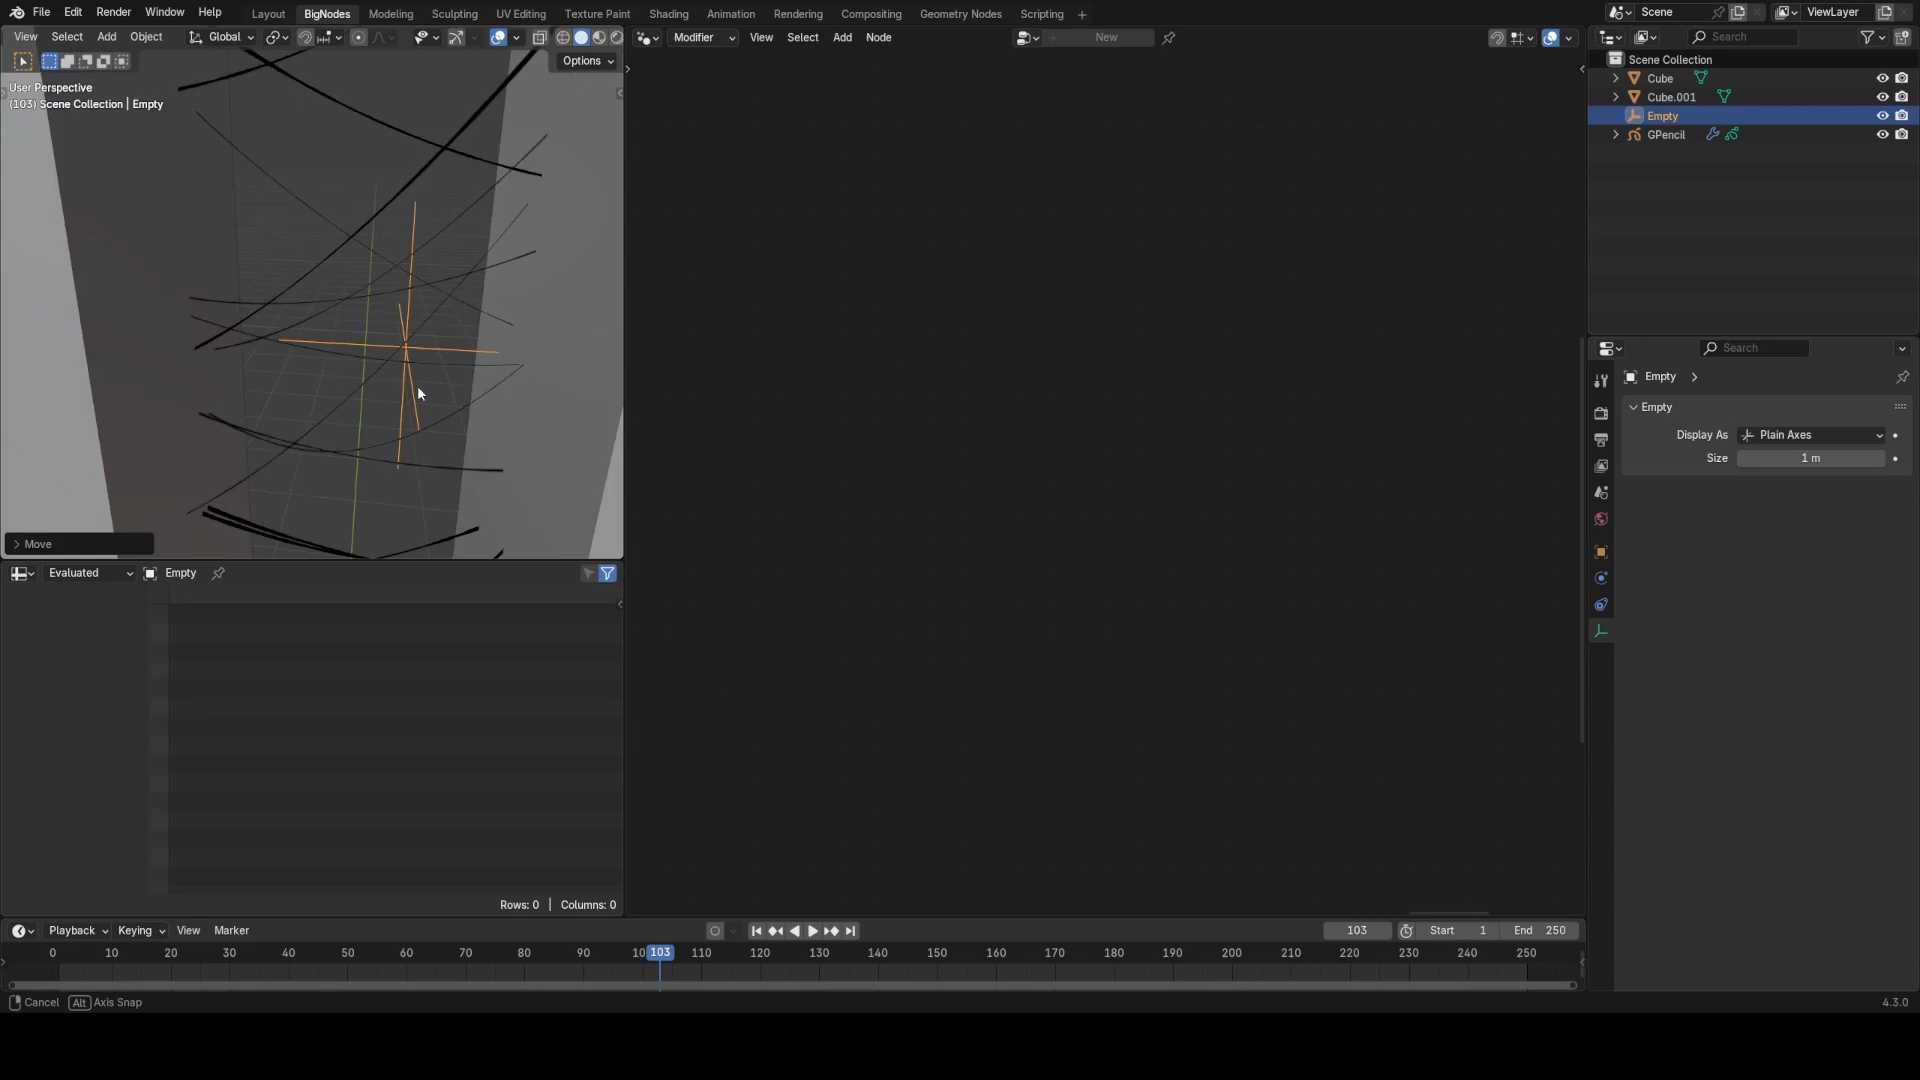 File Edit Render Window Help Layout BigNodes Modeling Sculpting UV Editing Texture Paint Shading Animation Rendering Compositing Geometry Nodes Scripting Scene ViewLayer
View Select Add Object Global Modifier View Select Add Node New Search
Options
User Perspective
(103) Scene Collection | Empty
Scene Collection
Cube
Cube.001
Empty
GPencil
Search
Empty
Empty
Display As Plain Axes
Size 1 m
Move
Evaluated Empty
Rows: 0 | Columns: 0
Playback Keying View Marker 103 Start 1 End 250
0 10 20 30 40 50 60 70 80 90 10 103 110 120 130 140 150 160 170 180 190 200 210 220 230 240 250
Cancel Alt Axis Snap 4.3.0